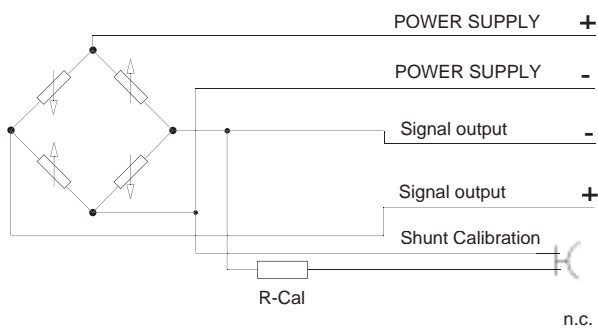 POWER SUPPLY +
POWER SUPPLY -
Signal output -
Signal output +
Shunt Calibration
R-Cal
n.c.